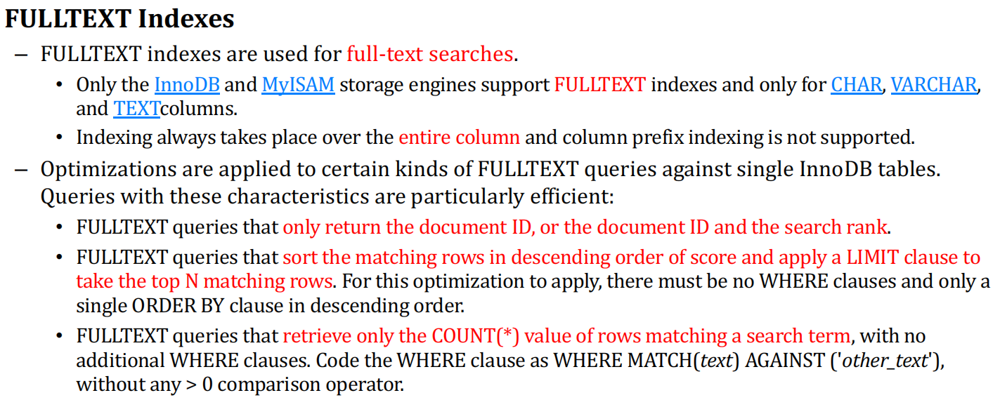 FULLTEXT Indexes
– FULLTEXT indexes are used for full-text searches.
• Only the InnoDB and MyISAM storage engines support FULLTEXT indexes and only for CHAR, VARCHAR,
and TEXTcolumns.
• Indexing always takes place over the entire column and column prefix indexing is not supported.
– Optimizations are applied to certain kinds of FULLTEXT queries against single InnoDB tables.
Queries with these characteristics are particularly efficient:
• FULLTEXT queries that only return the document ID, or the document ID and the search rank.
• FULLTEXT queries that sort the matching rows in descending order of score and apply a LIMIT clause to
take the top N matching rows. For this optimization to apply, there must be no WHERE clauses and only a
single ORDER BY clause in descending order.
• FULLTEXT queries that retrieve only the COUNT(*) value of rows matching a search term, with no
additional WHERE clauses. Code the WHERE clause as WHERE MATCH(text) AGAINST ('other_text'),
without any > 0 comparison operator.